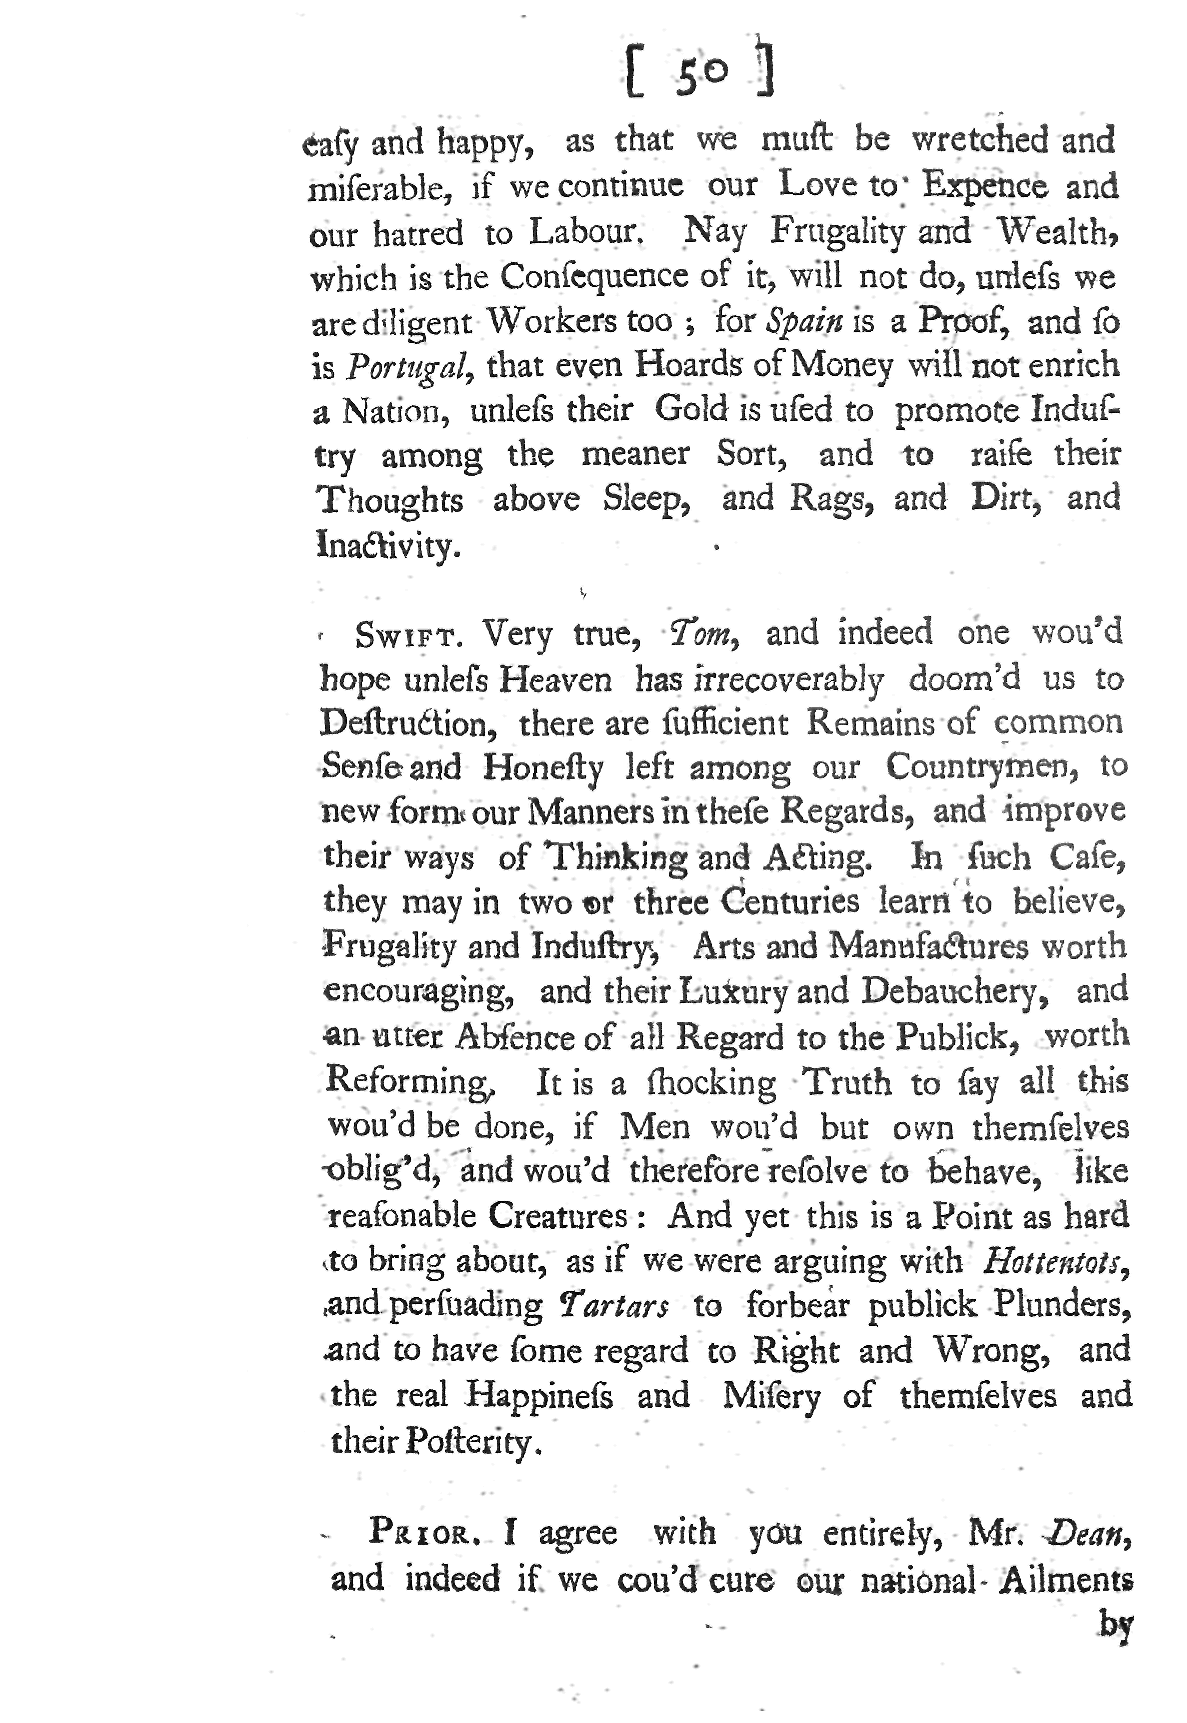 [ 50 ]
eaſy and happy, as that we muſt be wretched and
miſerable, if we continue our Love to Expence and
our hatred to Labour. Nay Frugality and Wealth,
which is the Conſequence of it, will not do, unleſs we
are diligent Workers too ; for Spain is a Proof, and ſo
is Portugal, that even Hoards of Money will not enrich
a Nation, unleſs their Gold is uſed to promote Induſ-
try among the meaner Sort, and to raiſe their
Thoughts above Sleep, and Rags, and Dirt, and
Inactivity.
SWIFT. Very true, Tom, and indeed one wou'd
hope unleſs Heaven has irrecoverably doom'd us to
Deſtruction, there are ſufficient Remains of common
Senſe and Honeſty left among our Countrymen, to
new form our Manners in theſe Regards, and improve
their ways of Thinking and Acting. In ſuch Caſe,
they may in two or three Centuries learn to believe,
Frugality and Induſtry, Arts and Manufactures worth
encouraging, and their Luxury and Debauchery, and
an utter Abſence of all Regard to the Publick, worth
Reforming, It is a ſhocking Truth to ſay all this
wou'd be done, if Men wou'd but own themſelves
oblig'd, and wou'd therefore reſolve to behave, like
reaſonable Creatures : And yet this is a Point as hard
to bring about, as if we were arguing with Hottentots,
and perſuading Tartars to forbear publick Plunders,
and to have ſome regard to Right and Wrong, and
the real Happineſs and Miſery of themſelves and
their Poſterity.
PRIOR. I agree with you entirely, Mr. Dean,
and indeed if we cou'd cure our national Ailments
by